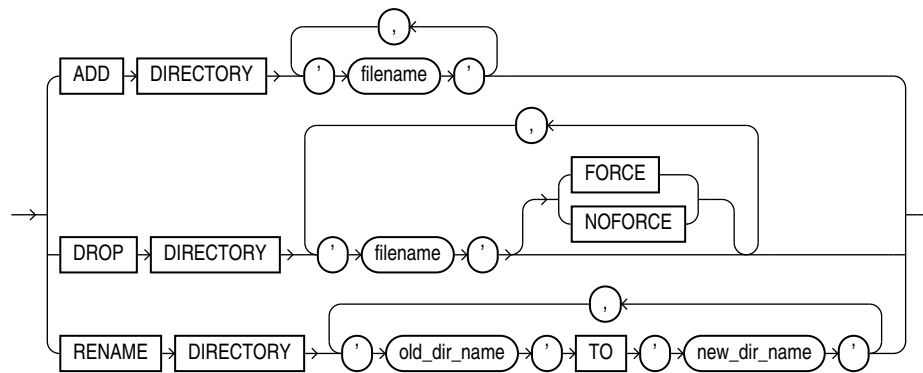 ,
ADD DIRECTORY ' filename '
,
FORCE
NOFORCE
DROP DIRECTORY ' filename '
,
RENAME DIRECTORY ' old_dir_name ' TO ' new_dir_name '